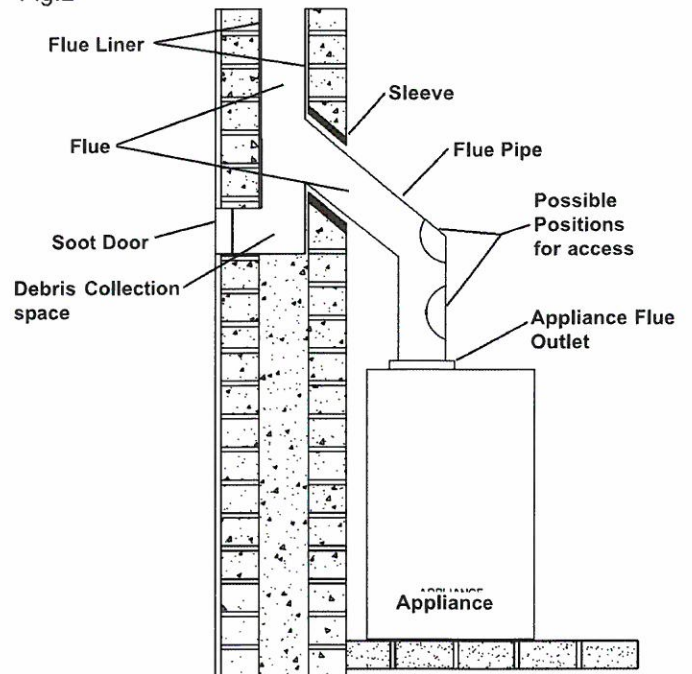 Flue Liner
Sleeve
Flue
Flue Pipe
Possible
Positions
for access
Soot Door
Debris Collection
space
Appliance Flue
Outlet
Appliance